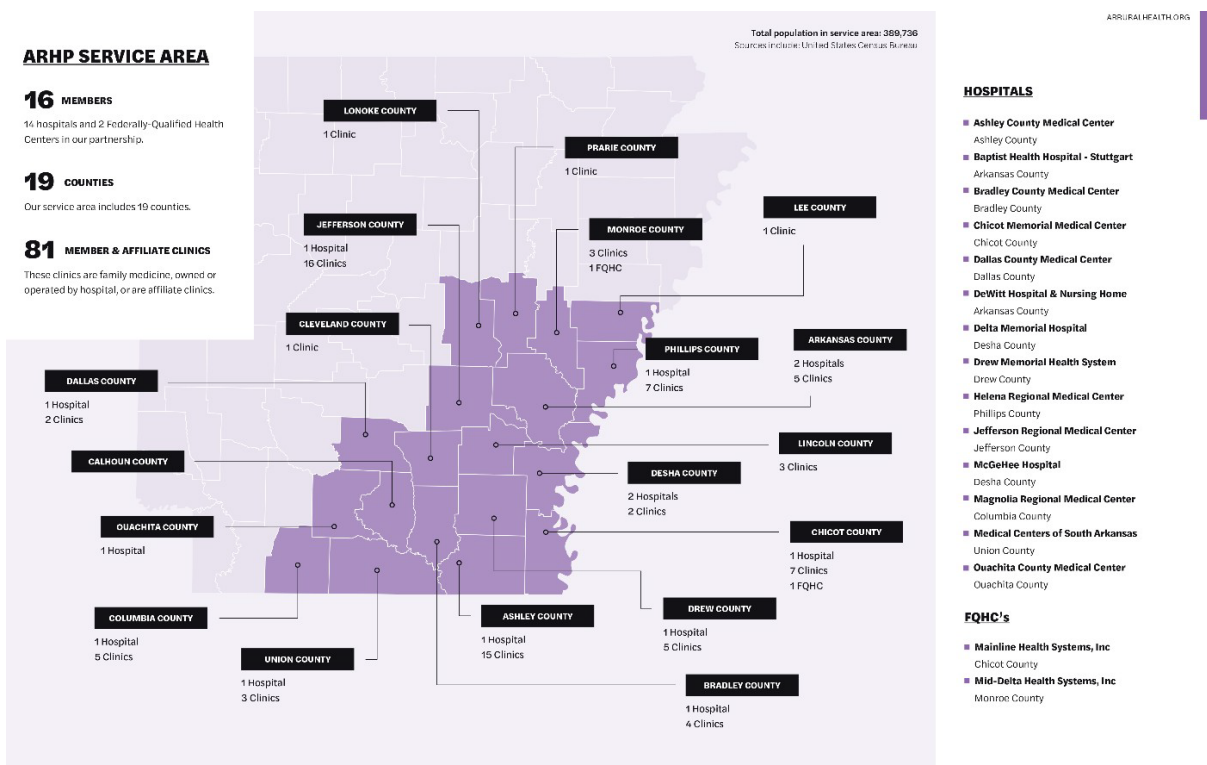 ARRURALHEALTH.ORG
Total population in service area: 389,736
Sources include: United States Census Bureau
ARHP SERVICE AREA
16 MEMBERS
14 hospitals and 2 Federally-Qualified Health
Centers in our partnership.
19 COUNTIES
Our service area includes 19 counties.
81 MEMBER & AFFILIATE CLINICS
These clinics are family medicine, owned or
operated by hospital, or are affiliate clinics.
LONOKE COUNTY
1 Clinic
PRARIE COUNTY
1 Clinic
LEE COUNTY
1 Clinic
JEFFERSON COUNTY
1 Hospital
16 Clinics
MONROE COUNTY
3 Clinics
1 FQHC
CLEVELAND COUNTY
1 Clinic
PHILLIPS COUNTY
1 Hospital
7 Clinics
ARKANSAS COUNTY
2 Hospitals
5 Clinics
DALLAS COUNTY
1 Hospital
2 Clinics
LINCOLN COUNTY
3 Clinics
CALHOUN COUNTY
DESHA COUNTY
2 Hospitals
2 Clinics
OUACHITA COUNTY
1 Hospital
CHICOT COUNTY
1 Hospital
7 Clinics
1 FQHC
COLUMBIA COUNTY
1 Hospital
5 Clinics
ASHLEY COUNTY
1 Hospital
15 Clinics
DREW COUNTY
1 Hospital
5 Clinics
UNION COUNTY
1 Hospital
3 Clinics
BRADLEY COUNTY
1 Hospital
4 Clinics
HOSPITALS
Ashley County Medical Center
Ashley County
Baptist Health Hospital - Stuttgart
Arkansas County
Bradley County Medical Center
Bradley County
Chicot Memorial Medical Center
Chicot County
Dallas County Medical Center
Dallas County
DeWitt Hospital & Nursing Home
Arkansas County
Delta Memorial Hospital
Desha County
Drew Memorial Health System
Drew County
Helena Regional Medical Center
Phillips County
Jefferson Regional Medical Center
Jefferson County
McGeHee Hospital
Desha County
Magnolia Regional Medical Center
Columbia County
Medical Centers of South Arkansas
Union County
Ouachita County Medical Center
Ouachita County
FQHC's
Mainline Health Systems, Inc
Chicot County
Mid-Delta Health Systems, Inc
Monroe County